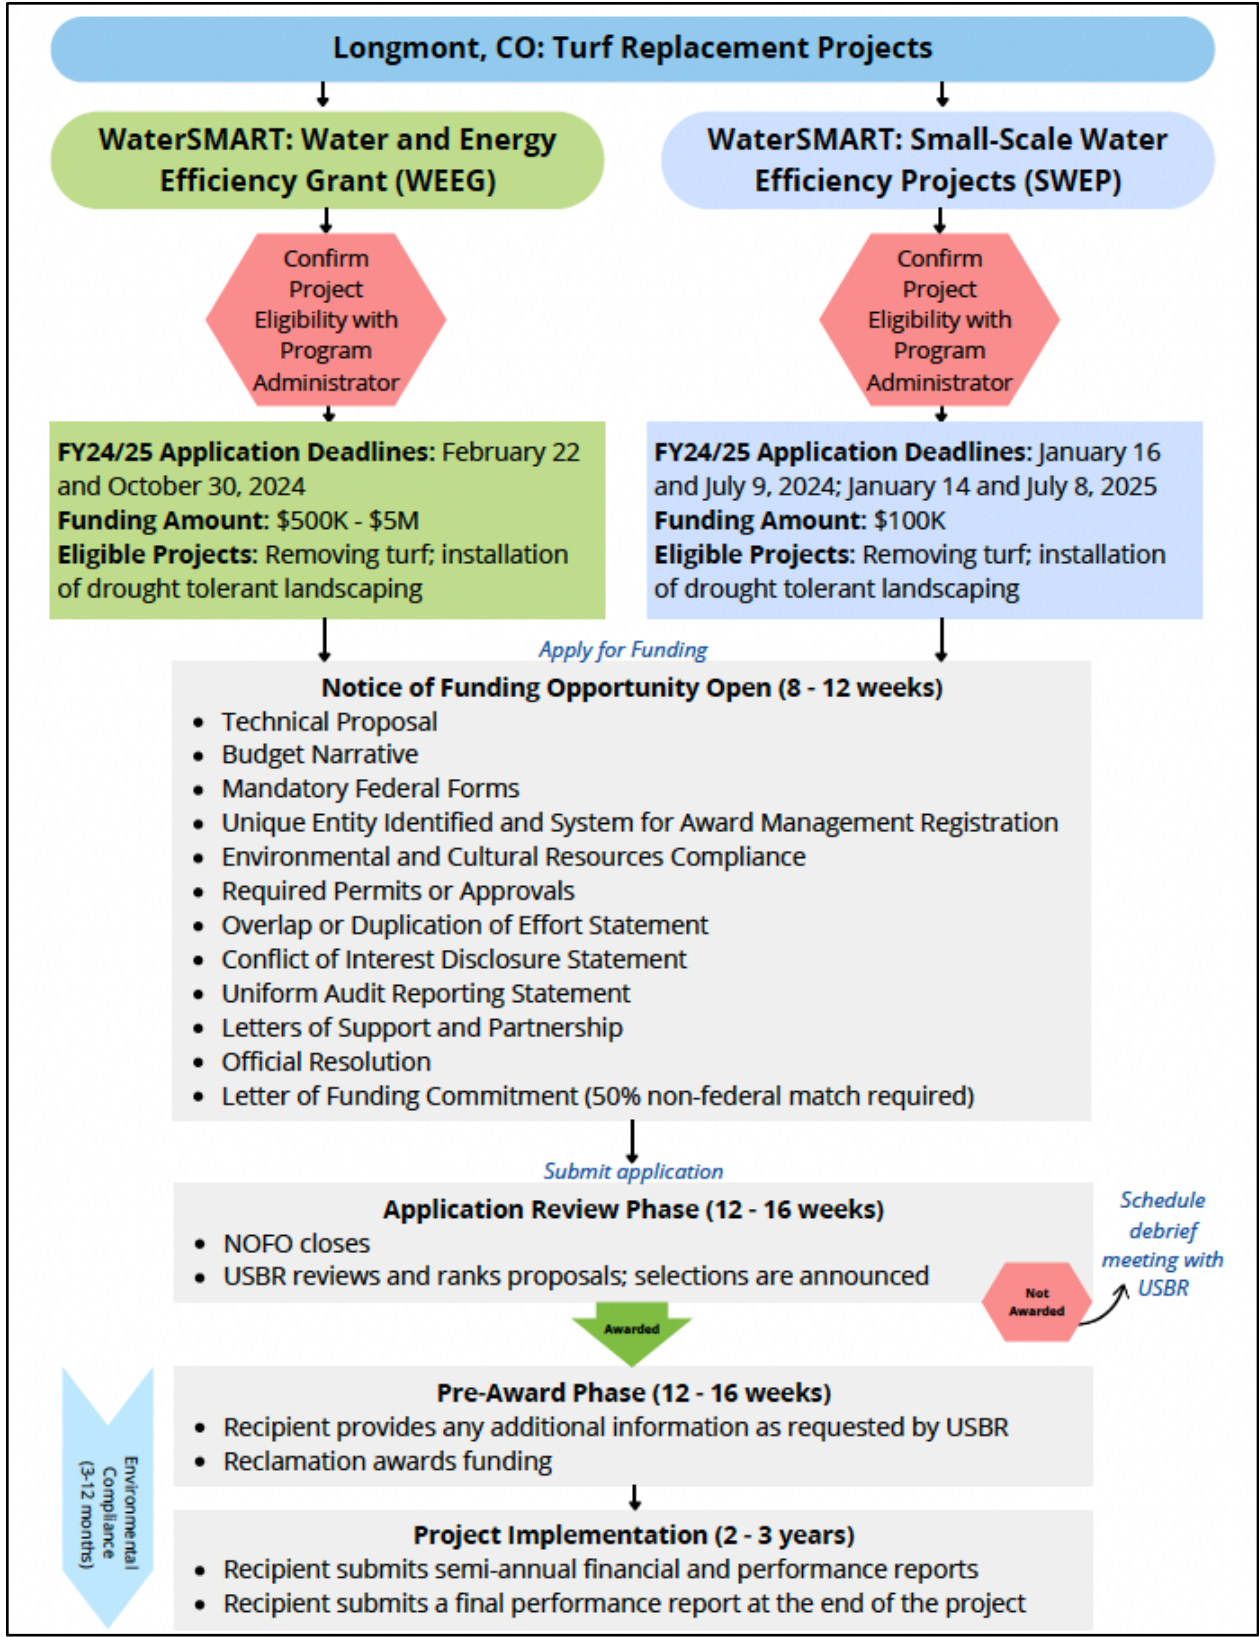 Longmont, CO: Turf Replacement Projects
WaterSMART: Water and Energy
Efficiency Grant (WEEG)
WaterSMART: Small-Scale Water
Efficiency Projects (SWEP)
Confirm
Project
Eligibility with
Program
Administrator
Confirm
Project
Eligibility with
Program
Administrator
FY24/25 Application Deadlines: February 22
and October 30, 2024
Funding Amount: $500K - $5M
Eligible Projects: Removing turf; installation
of drought tolerant landscaping
FY24/25 Application Deadlines: January 16
and July 9, 2024; January 14 and July 8, 2025
Funding Amount: $100K
Eligible Projects: Removing turf; installation
of drought tolerant landscaping
Apply for Funding
Notice of Funding Opportunity Open (8 - 12 weeks)
• Technical Proposal
• Budget Narrative
• Mandatory Federal Forms
• Unique Entity Identified and System for Award Management Registration
• Environmental and Cultural Resources Compliance
• Required Permits or Approvals
• Overlap or Duplication of Effort Statement
• Conflict of Interest Disclosure Statement
• Uniform Audit Reporting Statement
• Letters of Support and Partnership
• Official Resolution
• Letter of Funding Commitment (50% non-federal match required)
Submit application
Application Review Phase (12 - 16 weeks)
• NOFO closes
• USBR reviews and ranks proposals; selections are announced
Schedule
debrief
meeting with
USBR
Not
Awarded
Awarded
Pre-Award Phase (12 - 16 weeks)
• Recipient provides any additional information as requested by USBR
• Reclamation awards funding
Environmental
Compliance
(3-12 months)
Project Implementation (2 - 3 years)
• Recipient submits semi-annual financial and performance reports
• Recipient submits a final performance report at the end of the project